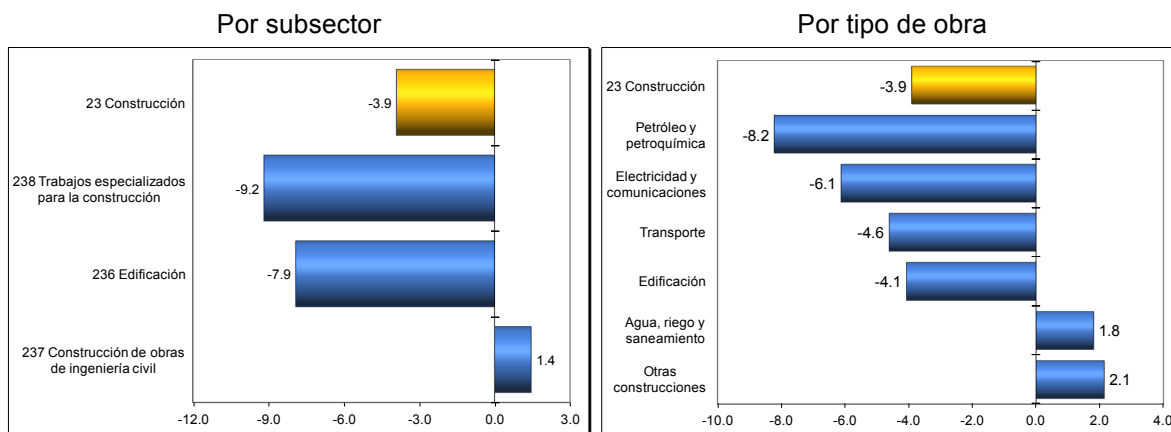 Por subsector
23 Construcción
-3.9
238 Trabajos especializados
para la construcción
-9.2
236 Edificación
-7.9
237 Construcción de obras
de ingeniería civil
1.4
-12.0
-9.0
-6.0
-3.0
0.0
3.0
Por tipo de obra
23 Construcción
-3.9
Petróleo y
petroquímica
-8.2
Electricidad y
comunicaciones
-6.1
Transporte
-4.6
Edificación
-4.1
Agua, riego y
saneamiento
1.8
Otras
construcciones
2.1
-10.0
-8.0
-6.0
-4.0
-2.0
0.0
2.0
4.0